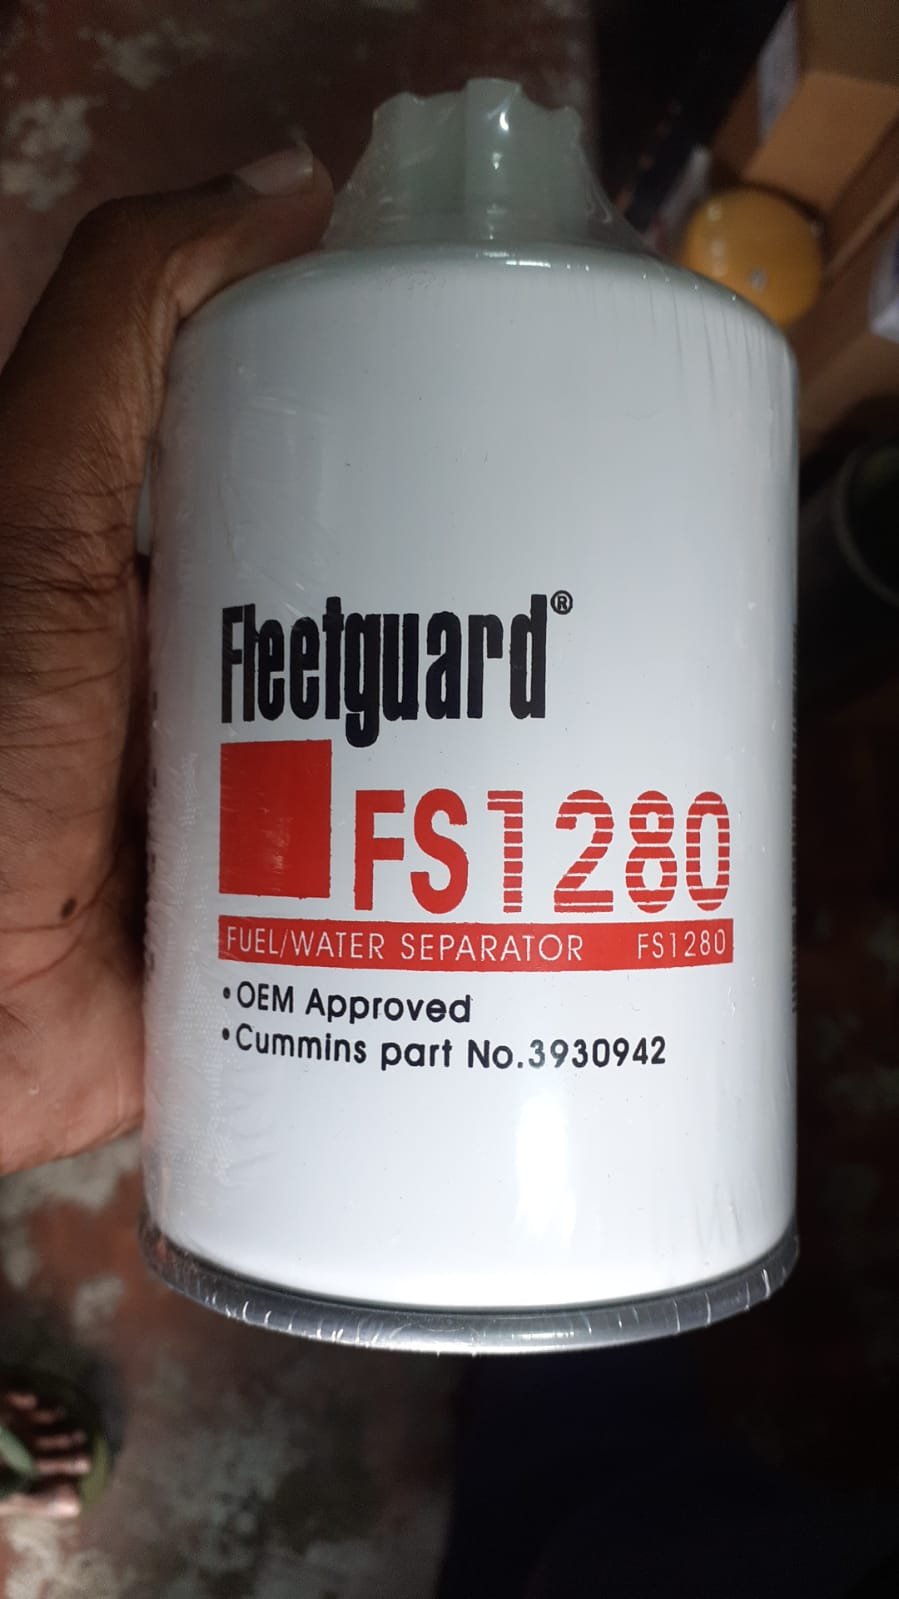 Fleetguard®
FS1280
FUEL/WATER SEPARATOR FS1280
• OEM Approved
• Cummins part No.3930942